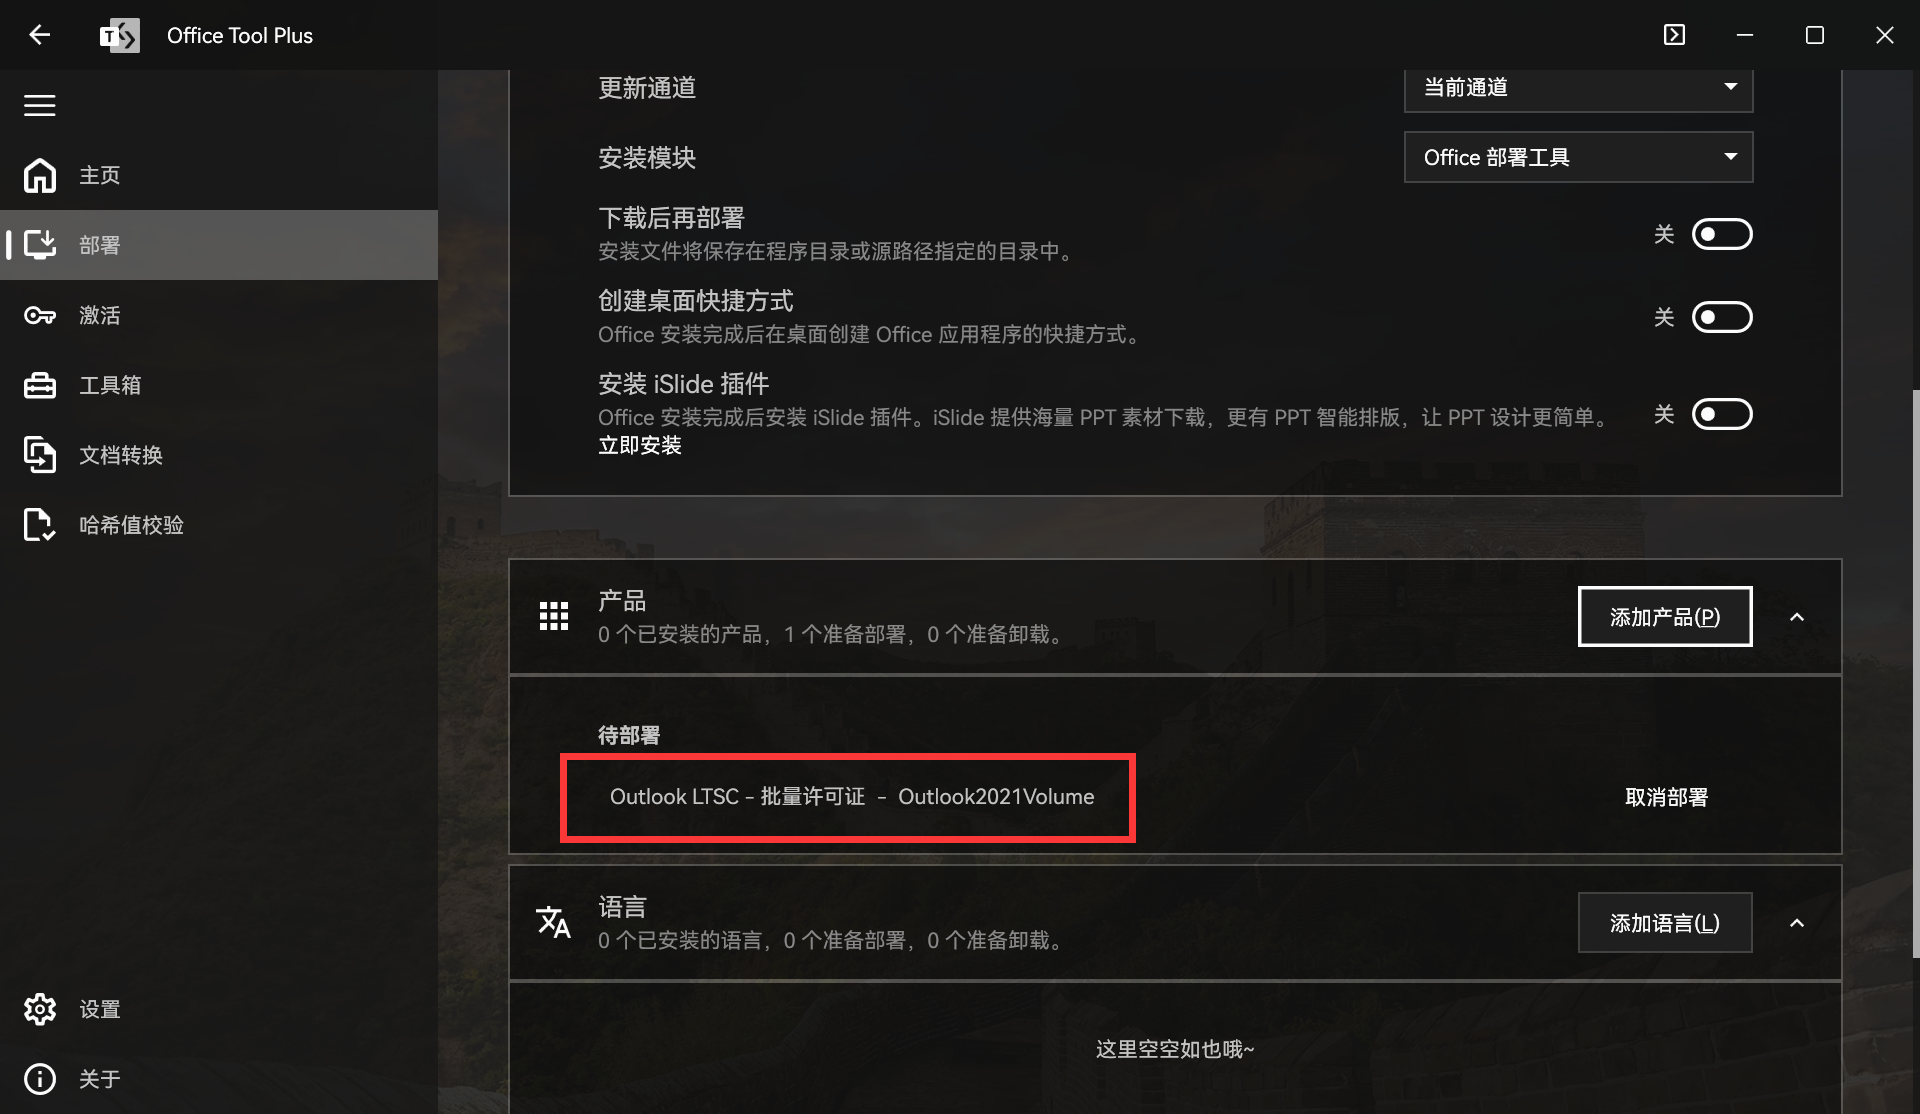 Office Tool Plus
主页
部署
激活
工具箱
文档转换
哈希值校验
设置
关于
更新通道
当前通道
安装模块
Office 部署工具
下载后再部署
安装文件将保存在程序目录或源路径指定的目录中。
关
创建桌面快捷方式
Office 安装完成后在桌面创建 Office 应用程序的快捷方式。
关
安装 iSlide 插件
Office 安装完成后安装 iSlide 插件。iSlide 提供海量 PPT 素材下载，更有 PPT 智能排版，让 PPT 设计更简单。
立即安装
关
产品
0 个已安装的产品，1 个准备部署，0 个准备卸载。
添加产品(P)
待部署
Outlook LTSC - 批量许可证 - Outlook2021Volume
取消部署
语言
0 个已安装的语言，0 个准备部署，0 个准备卸载。
添加语言(L)
这里空空如也哦~